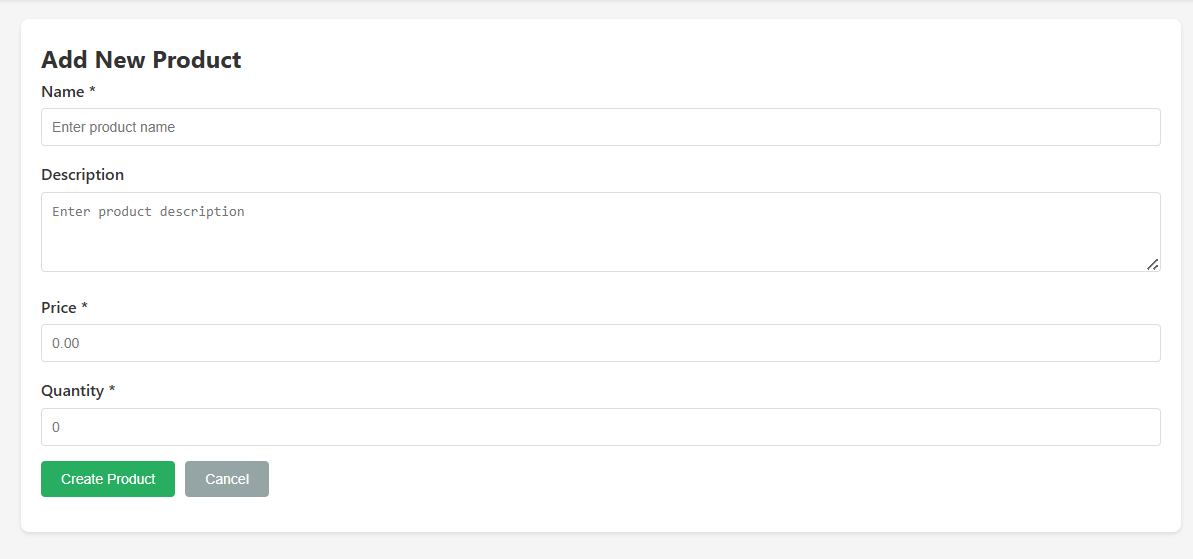 Add New Product
Name *
Enter product name
Description
Enter product description
Price *
0.00
Quantity *
0
Create Product Cancel